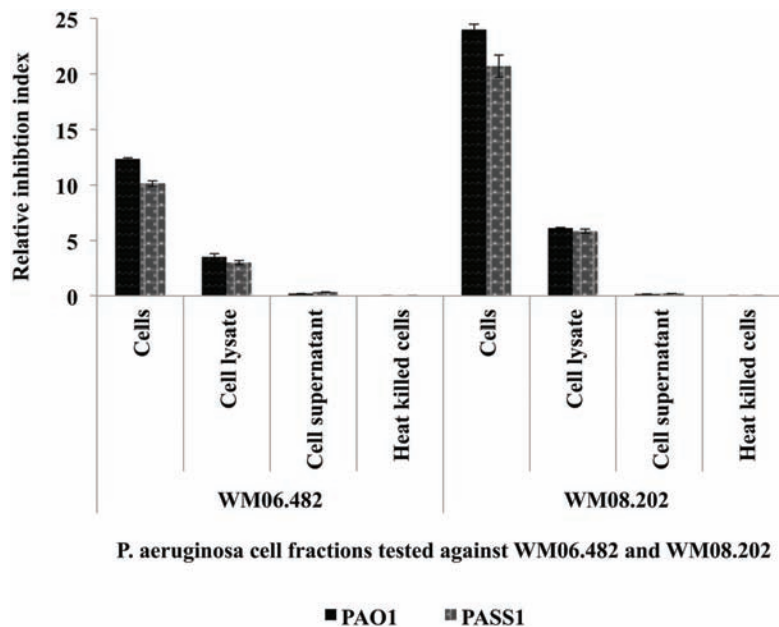 Relative inhibtion index
25
20
15
10
5
0
Cells
Cell lysate
Cell supernatant
Heat killed cells
Cells
Cell lysate
Cell supernatant
Heat killed cells
WM06.482
WM08.202
P. aeruginosa cell fractions tested against WM06.482 and WM08.202
PAO1
PASS1